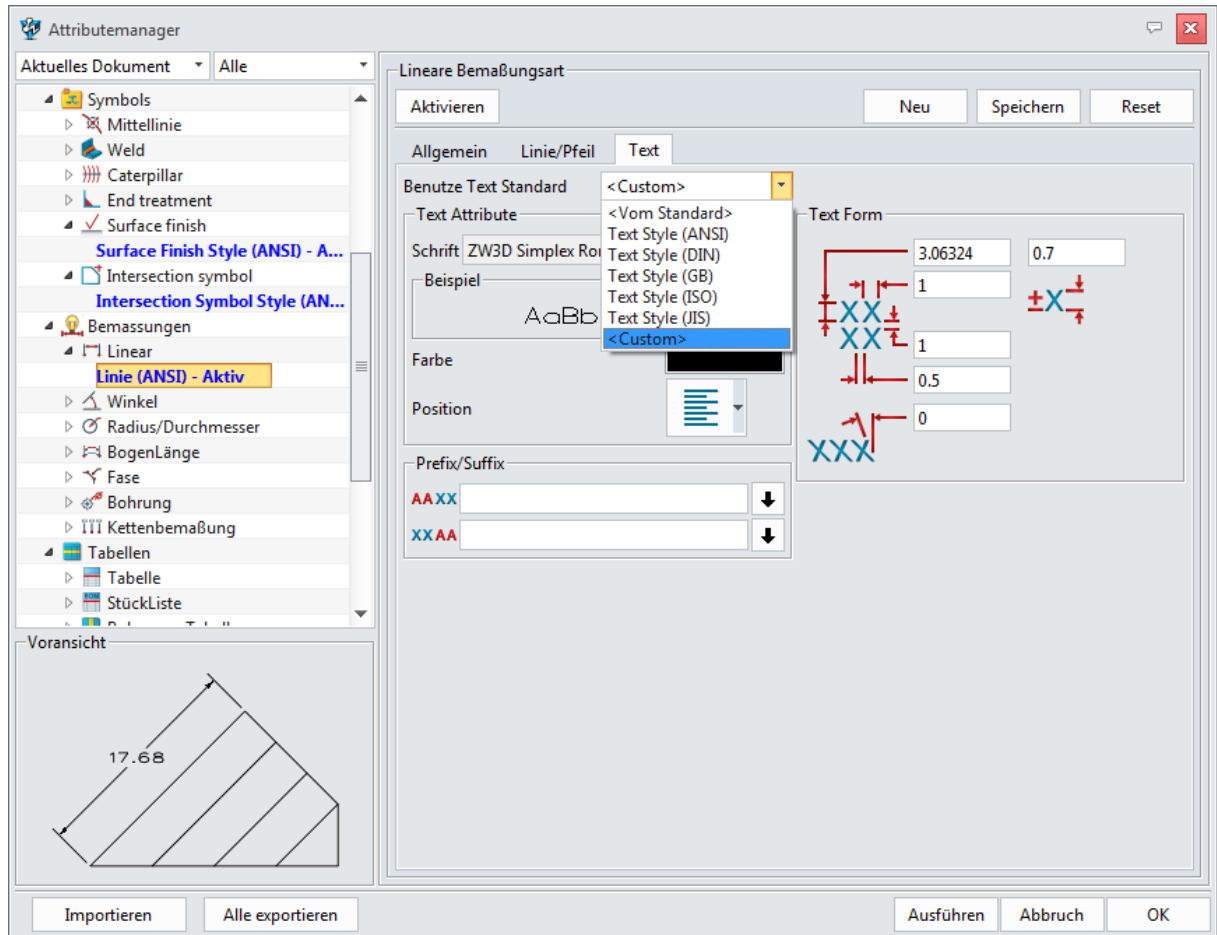 Attributemanager
Aktuelles Dokument
Alle
Symbols
Mittellinie
Weld
Caterpillar
End treatment
Surface finish
Surface Finish Style (ANSI) - A...
Intersection symbol
Intersection Symbol Style (AN...
Bemassungen
Linear
Linie (ANSI) - Aktiv
Winkel
Radius/Durchmesser
BogenLänge
Fase
Bohrung
Kettenbemaßung
Tabellen
Tabelle
StückListe
Voransicht
17.68
Lineare Bemaßungsart
Aktivieren
Neu
Speichern
Reset
Allgemein
Linie/Pfeil
Text
Benutze Text Standard
<Custom>
<Vom Standard>
Text Style (ANSI)
Text Style (DIN)
Text Style (GB)
Text Style (ISO)
Text Style (JIS)
<Custom>
Text Attribute
Schrift
ZW3D Simplex Ro
Beispiel
AaBb
Farbe
Position
Prefix/Suffix
AAXX
XXAA
Text Form
3.06324
0.7
1
XX
XX
±X
1
0.5
0
XXX
Importieren
Alle exportieren
Ausführen
Abbruch
OK